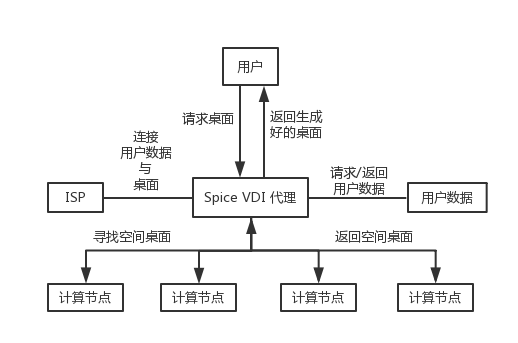 用户
请求桌面
返回生成
好的桌面
连接
用户数据
与
桌面
请求/返回
用户数据
ISP
Spice VDI 代理
用户数据
寻找空间桌面
返回空间桌面
计算节点
计算节点
计算节点
计算节点